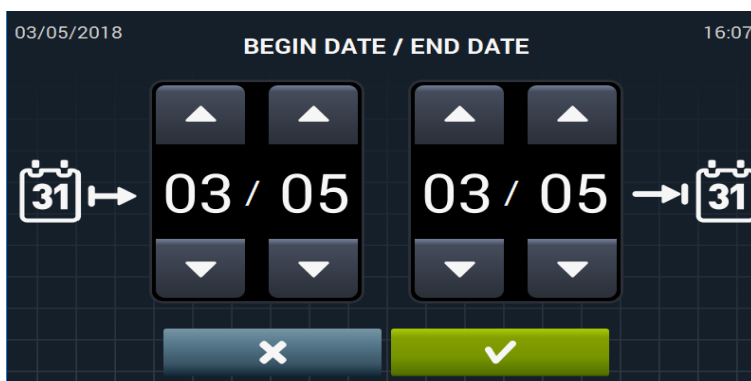 03/05/2018
BEGIN DATE / END DATE
16:07
31
03 / 05
03 / 05
31